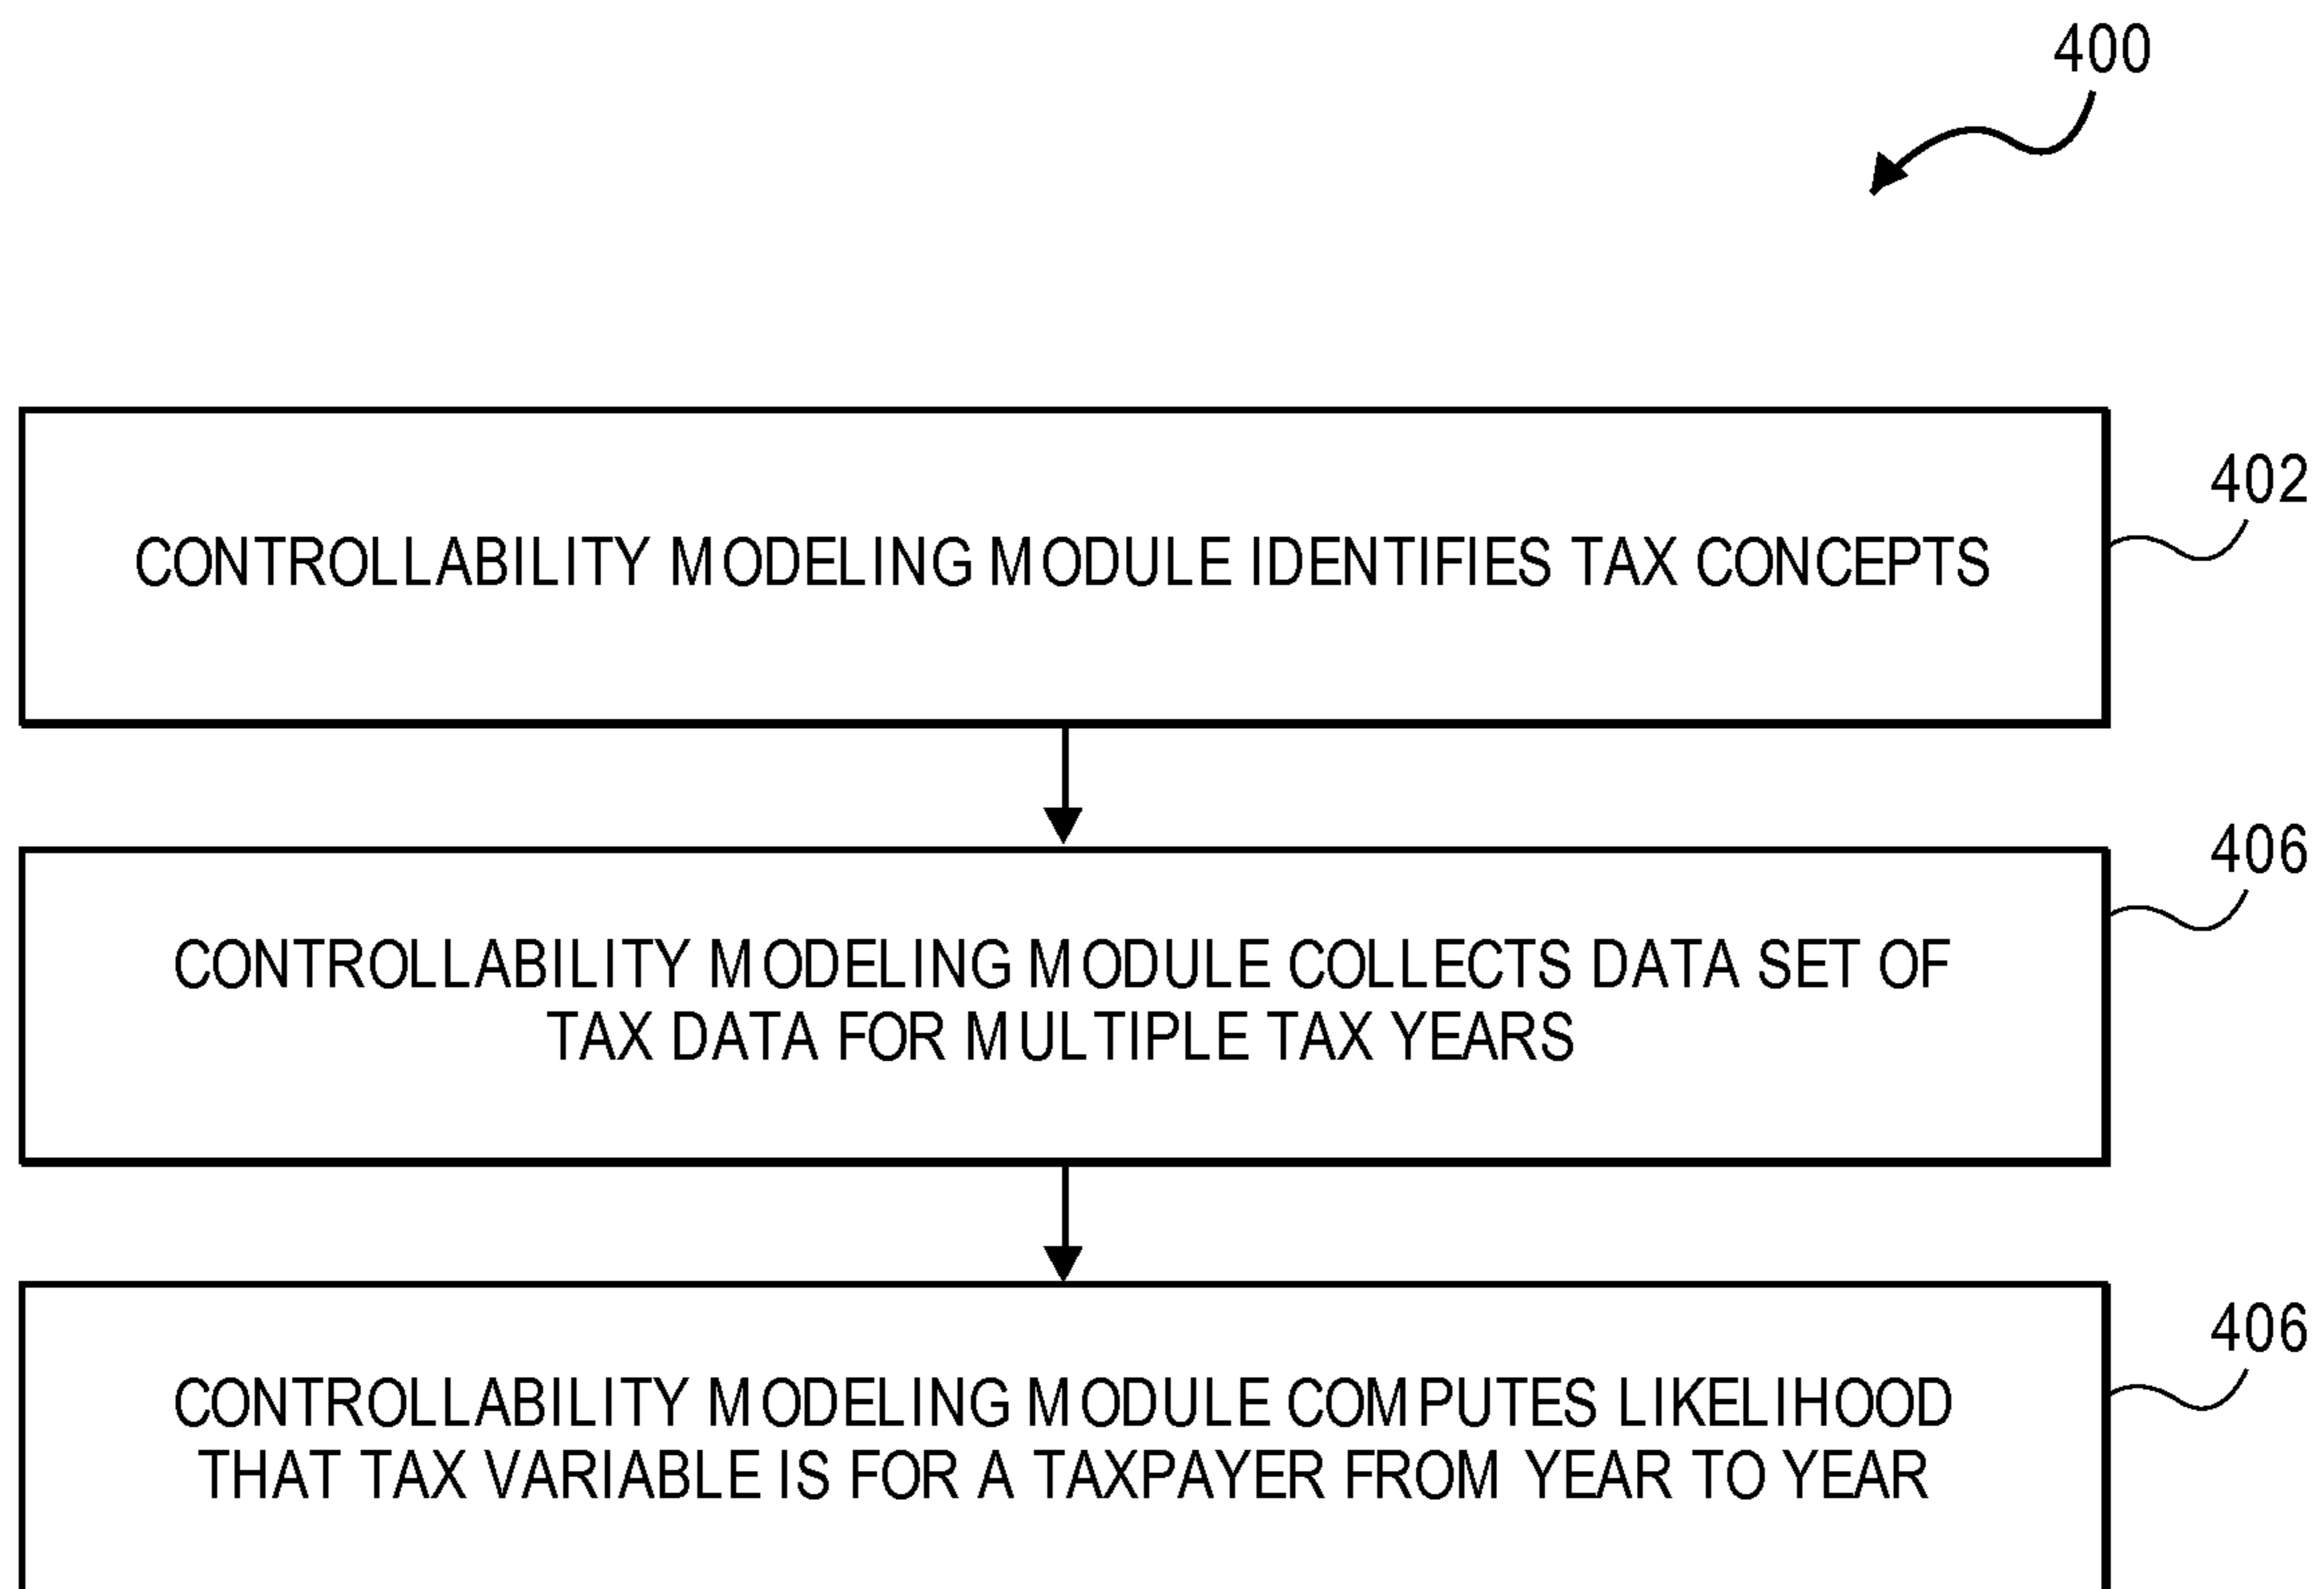 400
402
CONTROLLABILITY MODELING MODULE IDENTIFIES TAX CONCEPTS
406
CONTROLLABILITY MODELING MODULE COLLECTS DATA SET OF
TAX DATA FOR MULTIPLE TAX YEARS
406
CONTROLLABILITY MODELING MODULE COMPUTES LIKELIHOOD
THAT TAX VARIABLE IS FOR A TAXPAYER FROM YEAR TO YEAR